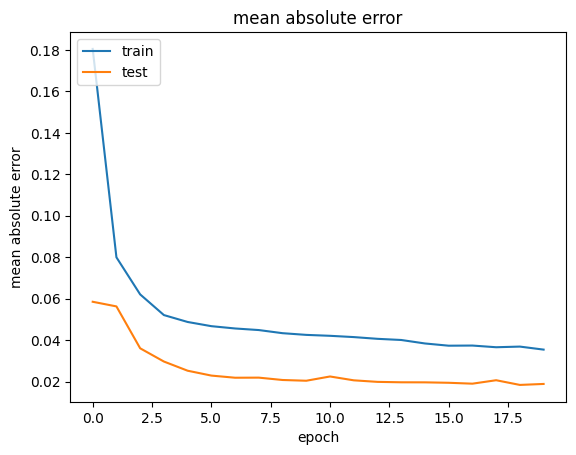 mean absolute error
train
test
0.18
0.16
0.14
0.12
0.10
0.08
0.06
0.04
0.02
mean absolute error
0.0 2.5 5.0 7.5 10.0 12.5 15.0 17.5
epoch